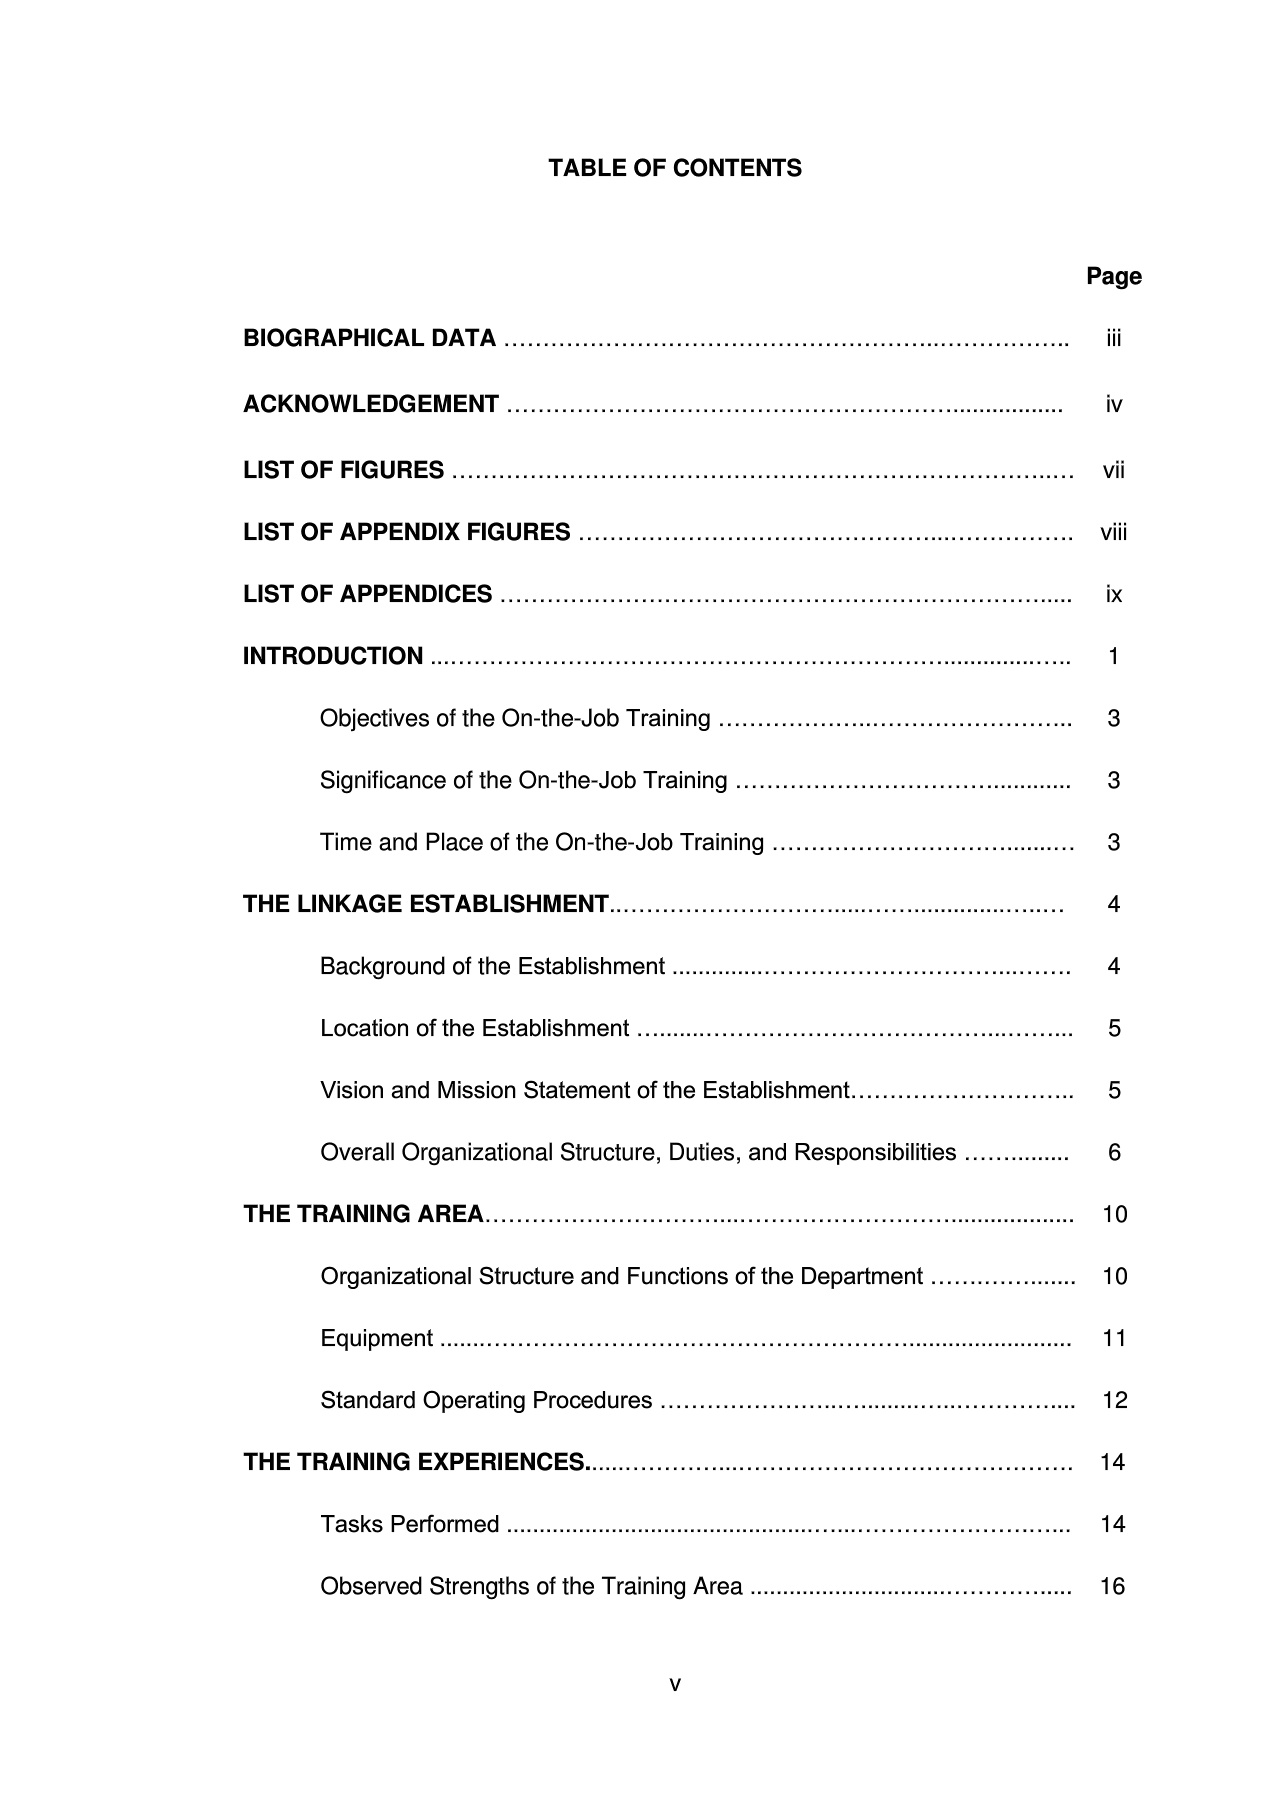 TABLE OF CONTENTS
Page
BIOGRAPHICAL DATA ……………………………………………….…..…………….. iii
ACKNOWLEDGEMENT …………………………………………………................. iv
LIST OF FIGURES …………………………………………………………………..… vii
LIST OF APPENDIX FIGURES ………………………………………...……………. viii
LIST OF APPENDICES ……………………………………………………………..... ix
INTRODUCTION ...………………………………………………………..............….. 1
Objectives of the On-the-Job Training ………………..…………………….. 3
Significance of the On-the-Job Training ……………………………............ 3
Time and Place of the On-the-Job Training ………………………….......… 3
THE LINKAGE ESTABLISHMENT..………………………....……..............…..… 4
Background of the Establishment ..............…………………………...……. 4
Location of the Establishment ….......………………………………...……... 5
Vision and Mission Statement of the Establishment……………………….. 5
Overall Organizational Structure, Duties, and Responsibilities ……......... 6
THE TRAINING AREA…………………………...………………………................... 10
Organizational Structure and Functions of the Department ……………....... 10
Equipment .......………………………………………………......................... 11
Standard Operating Procedures …………………..….........…..………….... 12
THE TRAINING EXPERIENCES.......…………...……………………………………. 14
Tasks Performed ...............................................…...…………………….….. 14
Observed Strengths of the Training Area ..............................…………..... 16
v